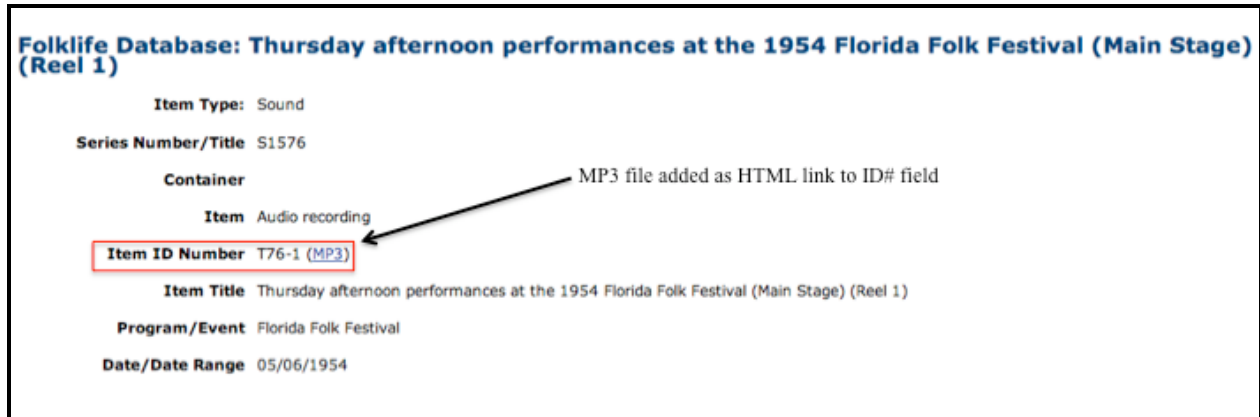 Folklife Database: Thursday afternoon performances at the 1954 Florida Folk Festival (Main Stage)
(Reel 1)
Item Type: Sound
Series Number/Title S1576
Container
MP3 file added as HTML link to ID# field
Item Audio recording
Item ID Number T76-1 (MP3)
Item Title Thursday afternoon performances at the 1954 Florida Folk Festival (Main Stage) (Reel 1)
Program/Event Florida Folk Festival
Date/Date Range 05/06/1954